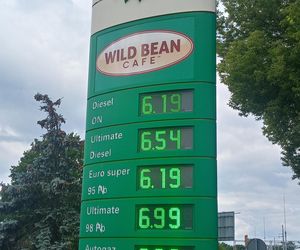 WILD BEAN
CAFE
Diesel 6.19
ON
Ultimate 6.54
Diesel
Euro super 6.19
95 Pb
Ultimate 6.99
98 Pb
Autogaz